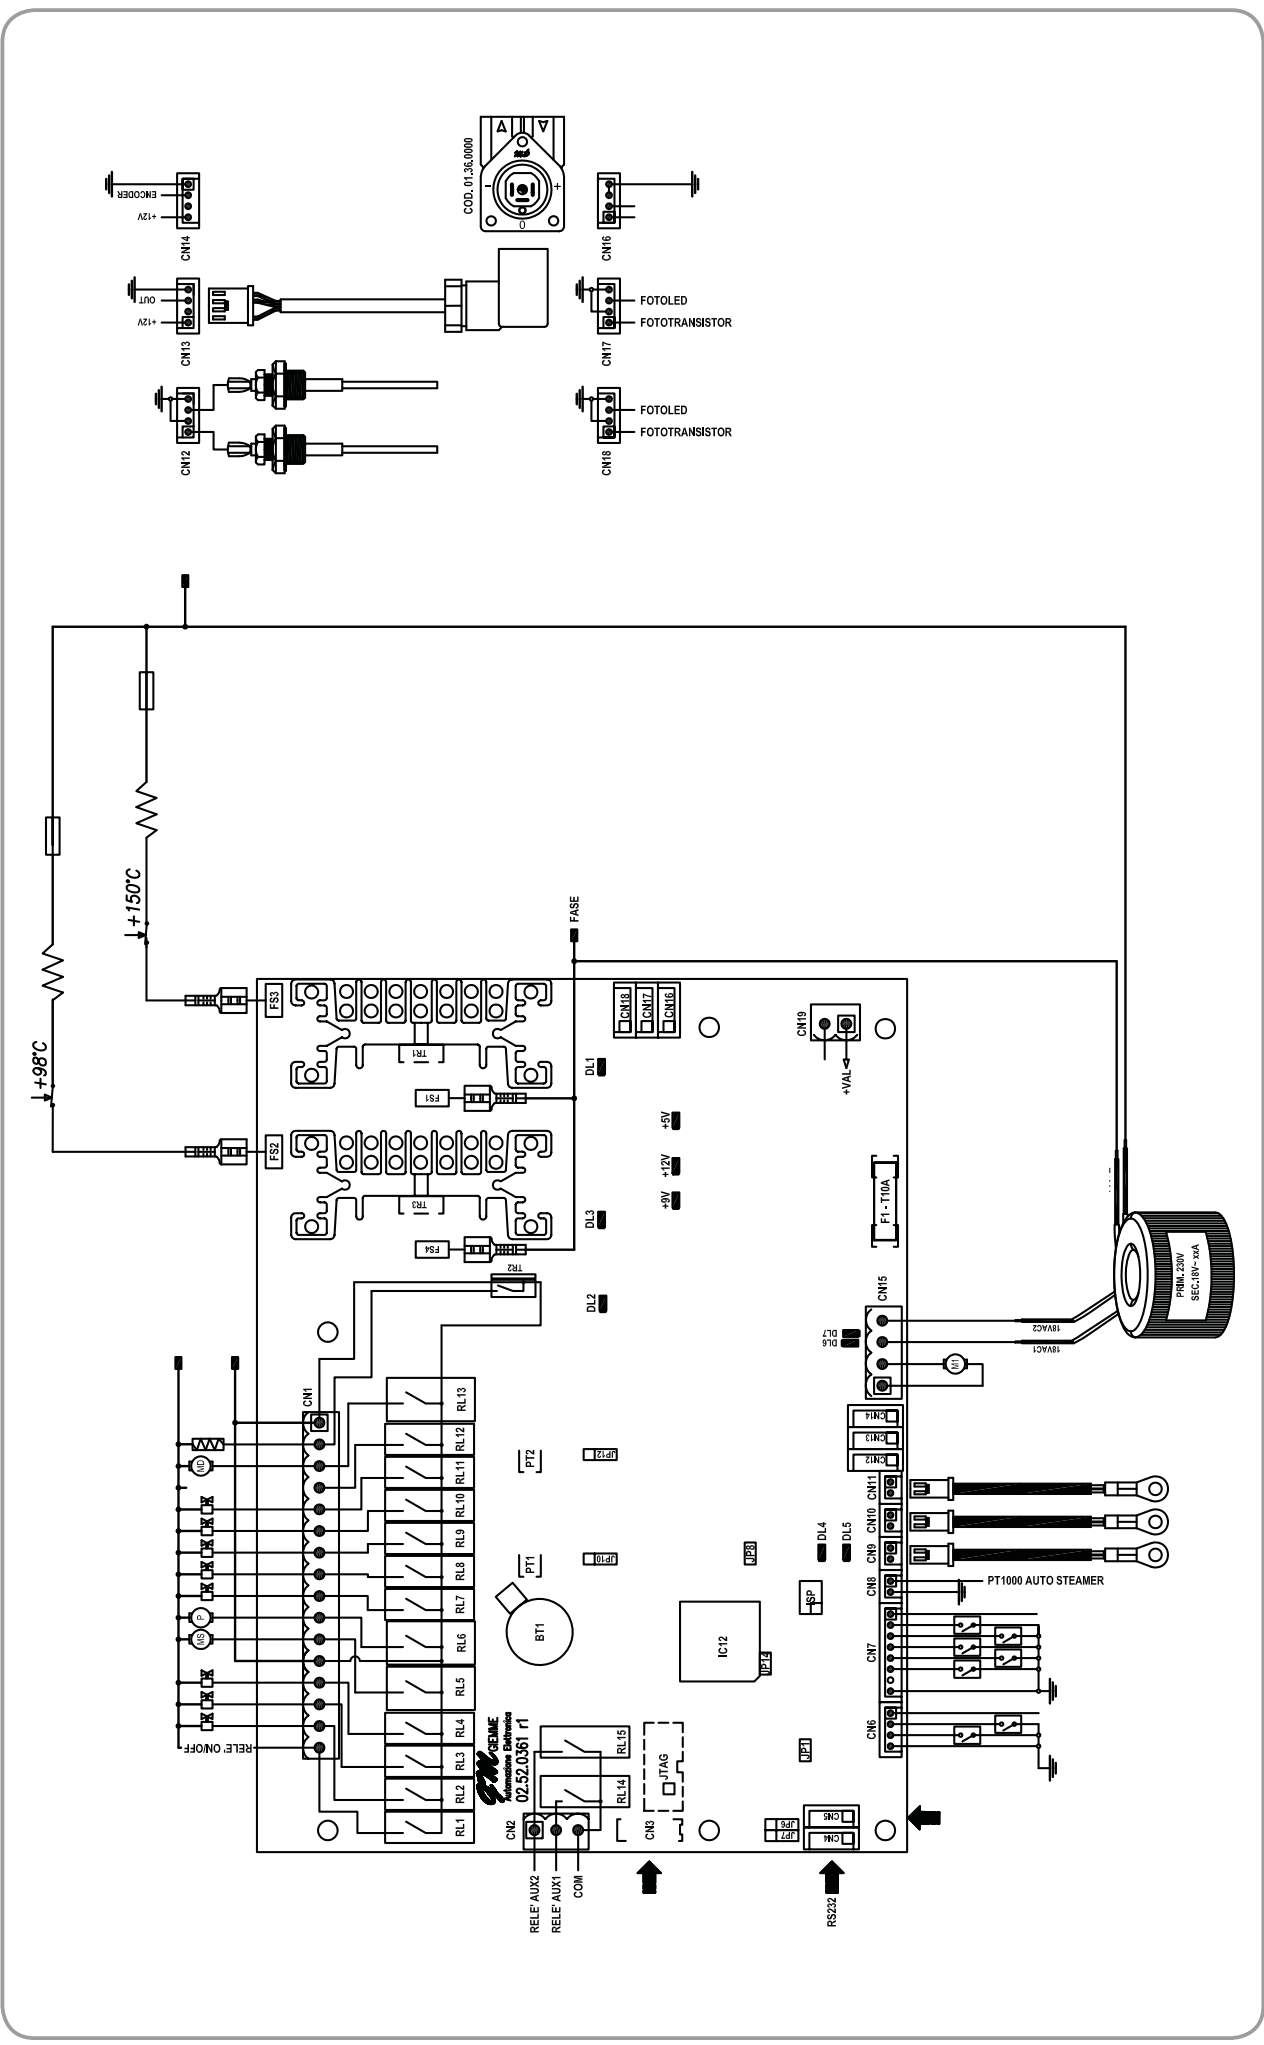 COD. 01.36.0000
ENCODER
+12V
CN14
CN16
-
+
0
OUT
+12V
CN13
CN17
FOTOLED
FOTOTRANSISTOR
CN12
CN18
FOTOLED
FOTOTRANSISTOR
+150°C
+98°C
FASE
FS3
TR1
FS1
DL1
CN18
CN17
CN16
CN19
+VAL
+5V
+12V
+9V
FS2
TR3
FS4
DL3
F1 - T10A
TR2
DL2
CN15
DL7
DL6
18VAC2
18VAC1
M1
PRIM. 230V
SEC.18V~ xxA
CN1
MD
P
MS
RELE' ON/OFF
RL13
RL12
RL11
RL10
RL9
RL8
RL7
RL6
RL5
RL4
RL3
RL2
RL1
PT2
PT1
JP12
JP10
BT1
CN14
CN13
CN12
CN11
CN10
CN9
CN8
CN7
CN6
DL4
DL5
JP8
ISP
IC12
JP14
PT1000 AUTO STEAMER
GIEMME
Automazione Elettronica
02.52.0361 r1
RL15
RL14
JTAG
JP1
CN2
CN3
JP6
JP7
CN5
CN4
RELE' AUX2
RELE' AUX1
COM
RS232